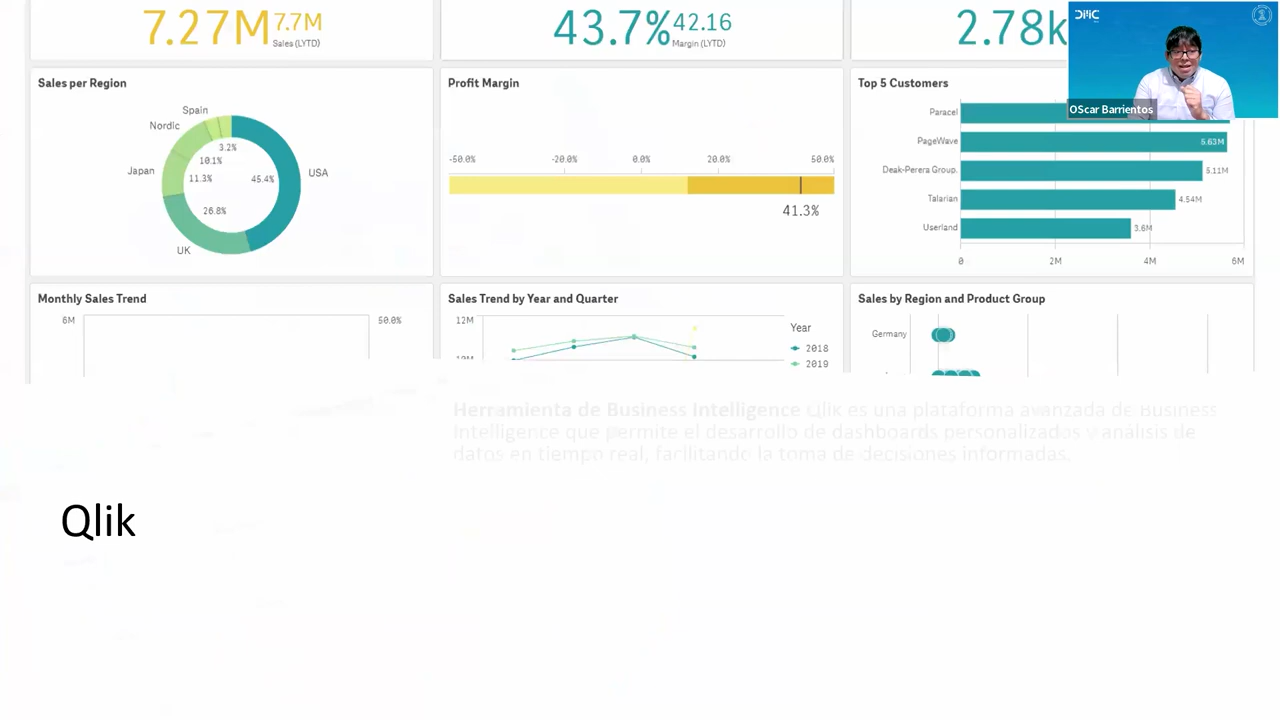 7.27M 7.7M
Sales (LYTD)
43.7% 42.16
Margin (LYTD)
2.78k
DMC
OScar Barrientos
Sales per Region
Spain
Nordic
Japan
UK
USA
3.2%
10.1%
11.3%
26.8%
45.4%
Profit Margin
-50.0% -20.0% 0.0% 20.0% 50.0%
41.3%
Top 5 Customers
Paracel
PageWave 5.63M
Deak-Perera Group. 5.11M
Talarian 4.54M
Userland 3.6M
0 2M 4M 6M
Monthly Sales Trend
6M 50.0%
Sales Trend by Year and Quarter
12M
Year
2018
2019
Sales by Region and Product Group
Germany
Herramienta de Business Intelligence Qlik es una plataforma avanzada de Business
Intelligence que permite el desarrollo de dashboards personalizados y análisis de
datos en tiempo real, facilitando la toma de decisiones informadas.
Qlik